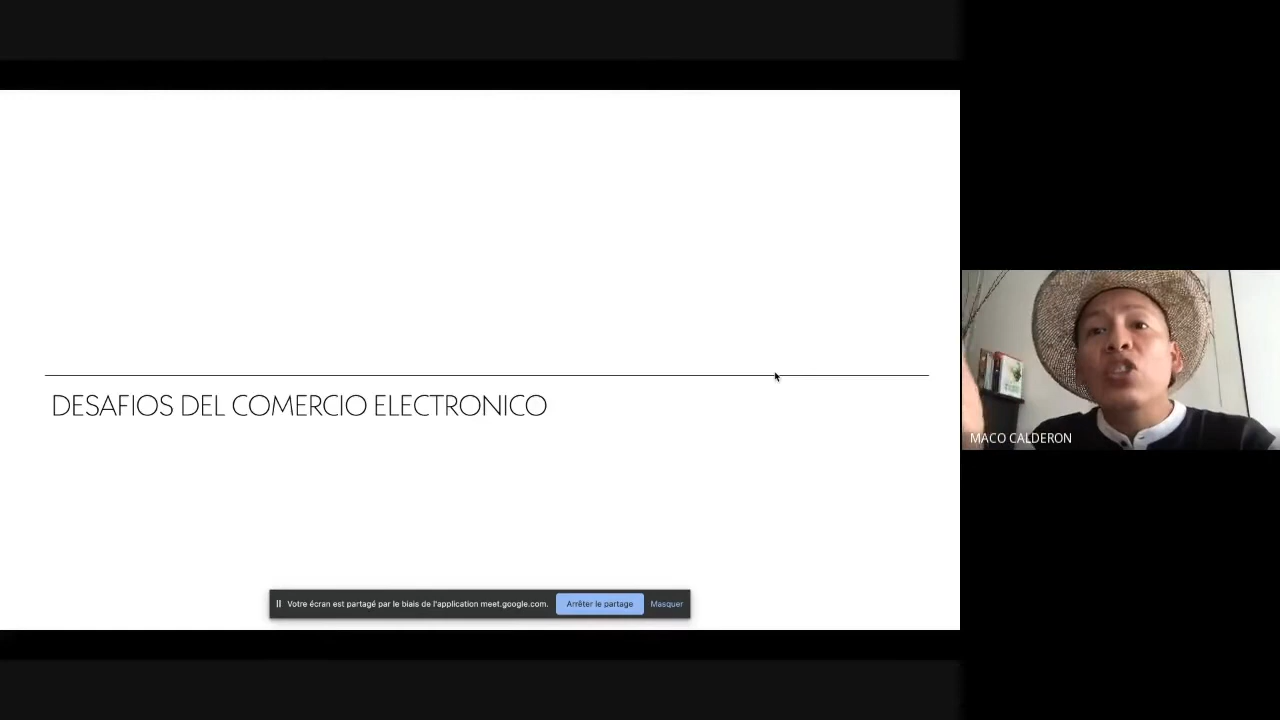 DESAFIOS DEL COMERCIO ELECTRONICO
MACO CALDERON
Votre écran est partagé par le biais de l'application meet.google.com. Arrêter le partage Masquer